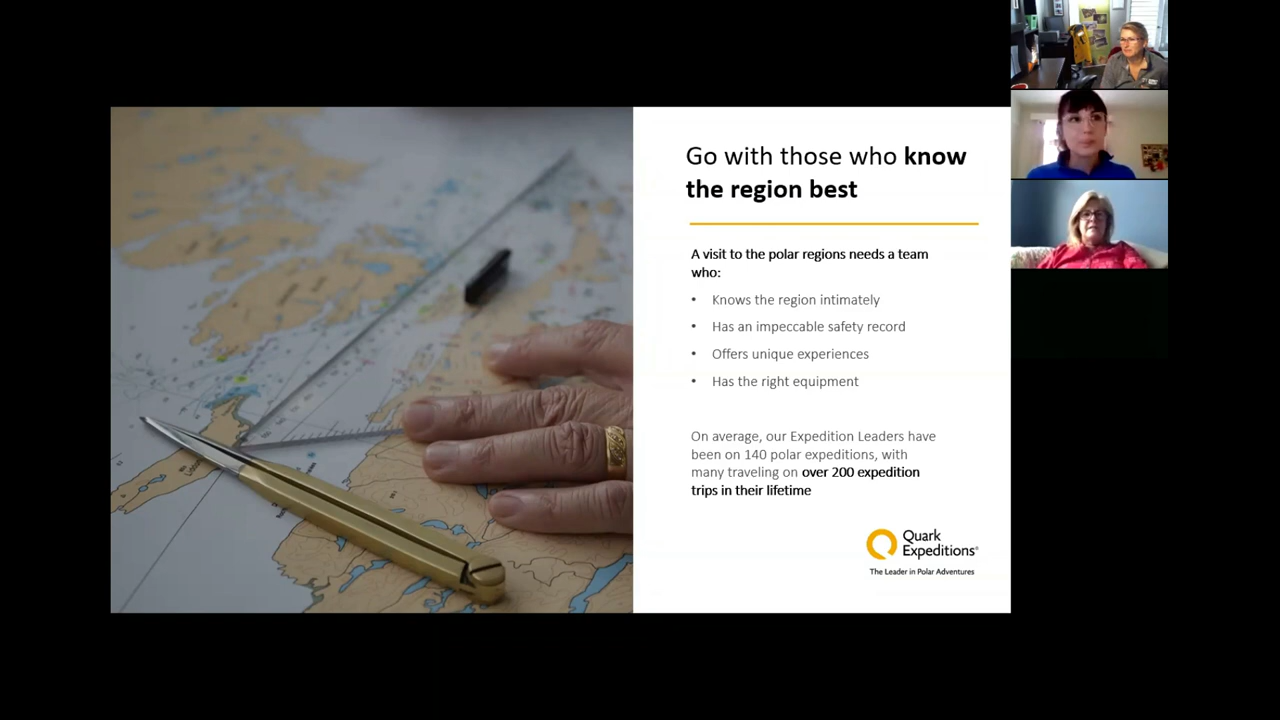 Go with those who know
the region best
A visit to the polar regions needs a team
who:
• Knows the region intimately
• Has an impeccable safety record
• Offers unique experiences
• Has the right equipment
On average, our Expedition Leaders have
been on 140 polar expeditions, with
many traveling on over 200 expedition
trips in their lifetime
Quark
Expeditions®
The Leader in Polar Adventures